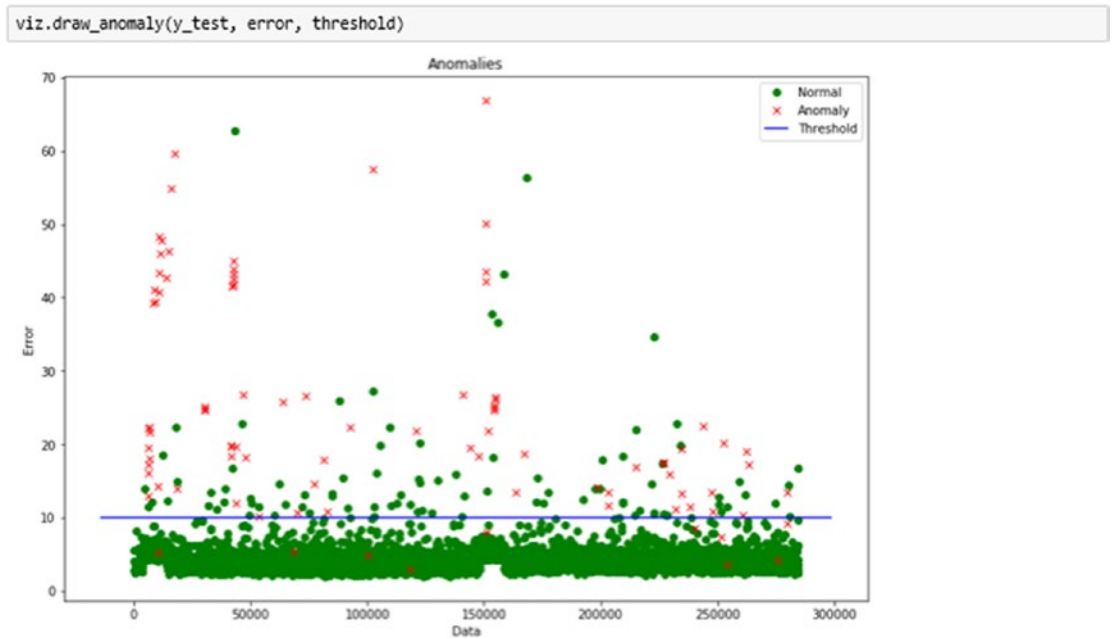 viz.draw_anomaly(y_test, error, threshold)
Anomalies
70
60
50
40
30
20
10
0
Error
Normal
Anomaly
Threshold
0
50000
100000
150000
200000
250000
300000
Data